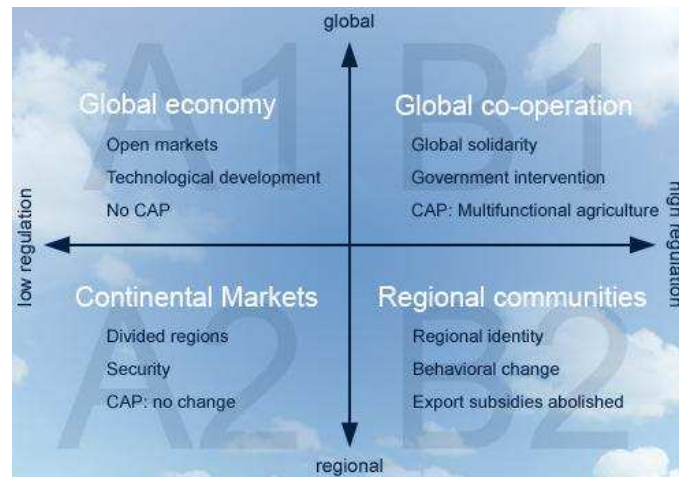 global
A1
B1
Global economy
Open markets
Technological development
No CAP
Global co-operation
Global solidarity
Government intervention
CAP: Multifunctional agriculture
low regulation
high regulation
A2
B2
Continental Markets
Divided regions
Security
CAP: no change
Regional communities
Regional identity
Behavioral change
Export subsidies abolished
regional